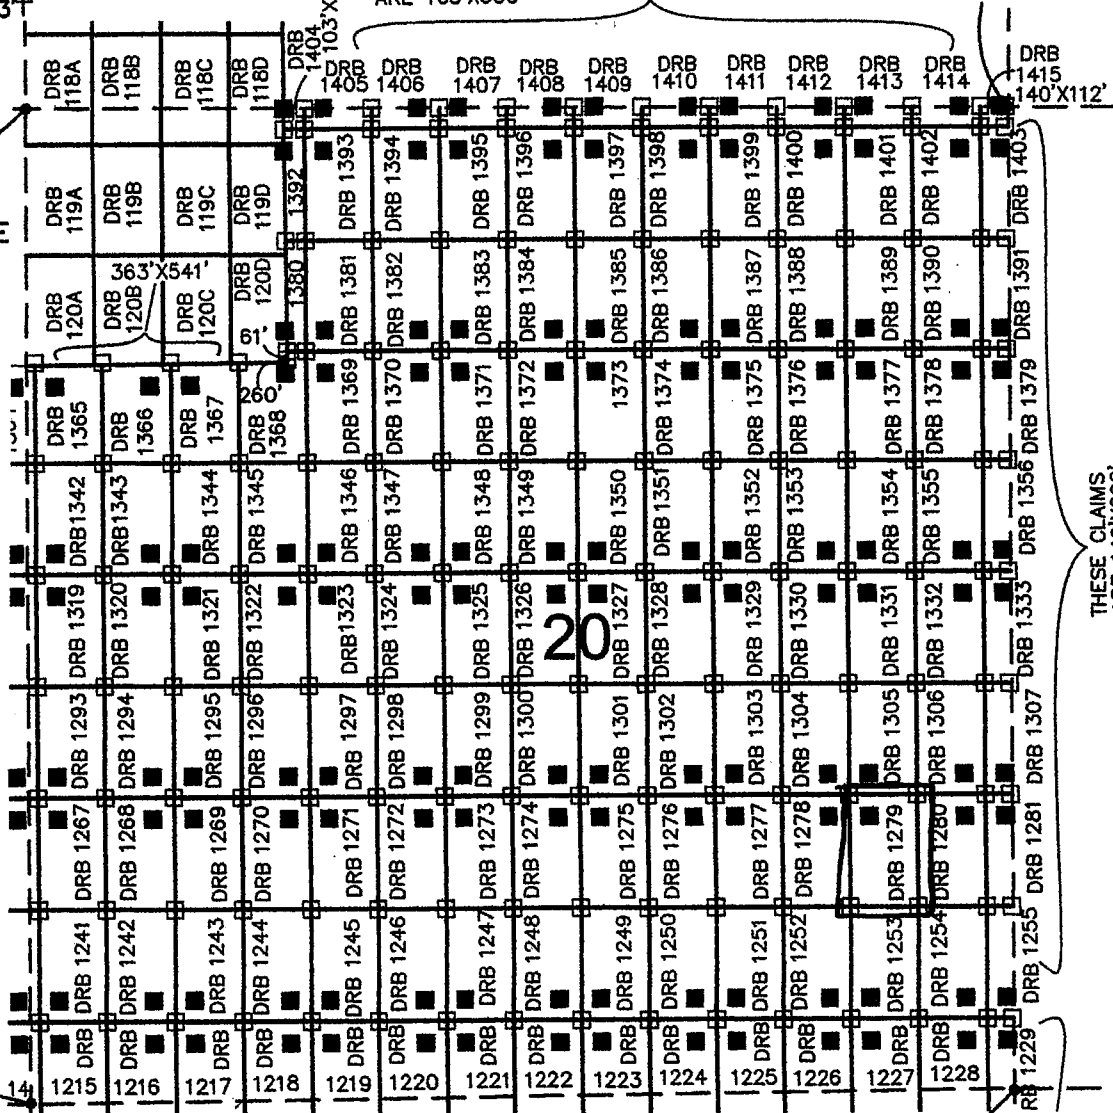 DRB 118A
DRB 118B
DRB 118C
DRB 118D
DRB 1404
103'X
DRB 1405
DRB 1406
DRB 1407
DRB 1408
DRB 1409
DRB 1410
DRB 1411
DRB 1412
DRB 1413
DRB 1414
DRB 1415
140'X112'
DRB 119A
DRB 119B
DRB 119C
DRB 119D
1392
DRB 1393
DRB 1394
DRB 1395
DRB 1396
DRB 1397
DRB 1398
DRB 1399
DRB 1400
DRB 1401
DRB 1402
DRB 1403
363'X541'
DRB 120A
DRB 120B
DRB 120C
DRB 120D
1380
DRB 1381
DRB 1382
DRB 1383
DRB 1384
DRB 1385
DRB 1386
DRB 1387
DRB 1388
DRB 1389
DRB 1390
DRB 1391
61'
260'
DRB 1365
DRB 1366
DRB 1367
DRB 1368
DRB 1369
DRB 1370
DRB 1371
DRB 1372
1373
DRB 1374
DRB 1375
DRB 1376
DRB 1377
DRB 1378
DRB 1379
DRB1342
DRB1343
DRB 1344
DRB 1345
DRB 1346
DRB 1347
DRB 1348
DRB 1349
DRB 1350
DRB 1351
DRB 1352
DRB 1353
DRB 1354
DRB 1355
DRB 1356
THESE CLAIMS
DRB 1319
DRB 1320
DRB 1321
DRB 1322
DRB1323
DRB 1324
DRB 1325
DRB 1326
DRB 1327
DRB 1328
DRB 1329
DRB 1330
DRB 1331
DRB 1332
DRB 1333
20
DRB 1293
DRB 1294
DRB 1295
DRB 1296
DRB 1297
DRB 1298
DRB 1299
DRB 1300
DRB 1301
DRB 1302
DRB 1303
DRB 1304
DRB 1305
DRB 1306
DRB 1307
DRB 1267
DRB 1268
DRB 1269
DRB 1270
DRB 1271
DRB 1272
DRB 1273
DRB 1274
DRB 1275
DRB 1276
DRB 1277
DRB 1278
DRB 1279
DRB 1280
DRB 1281
DRB 1241
DRB 1242
DRB 1243
DRB 1244
DRB 1245
DRB 1246
DRB 1247
DRB 1248
DRB 1249
DRB 1250
DRB 1251
DRB 1252
DRB 1253
DRB 1254
DRB 1255
14
DRB 1215
DRB 1216
DRB 1217
DRB 1218
DRB 1219
DRB 1220
DRB 1221
DRB 1222
DRB 1223
DRB 1224
DRB 1225
DRB 1226
DRB 1227
DRB 1228
RB 1229